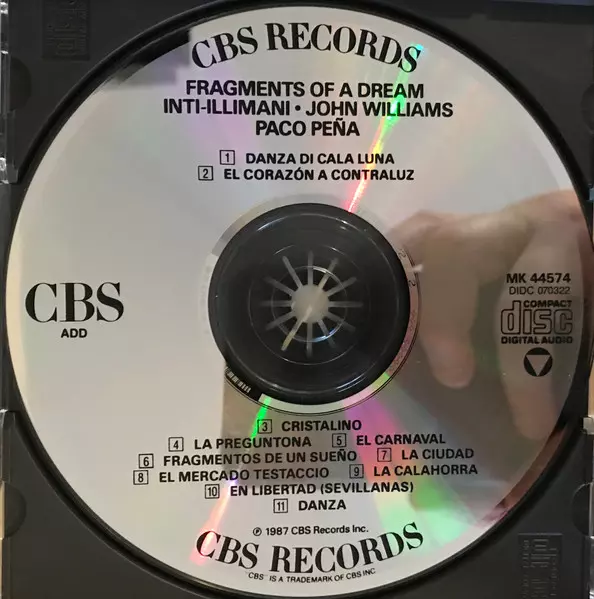 CBS RECORDS
FRAGMENTS OF A DREAM
INTI-ILLIMANI • JOHN WILLIAMS
PACO PEÑA
1 DANZA DI CALA LUNA
2 EL CORAZÓN A CONTRALUZ
CBS
ADD
MK 44574
DIDC 070322
COMPACT
disc
DIGITAL AUDIO
3 CRISTALINO
4 LA PREGUNTONA 5 EL CARNAVAL
6 FRAGMENTOS DE UN SUEÑO 7 LA CIUDAD
8 EL MERCADO TESTACCIO 9 LA CALAHORRA
10 EN LIBERTAD (SEVILLANAS)
11 DANZA
℗ 1987 CBS Records Inc.
CBS RECORDS
"CBS" IS A TRADEMARK OF CBS INC